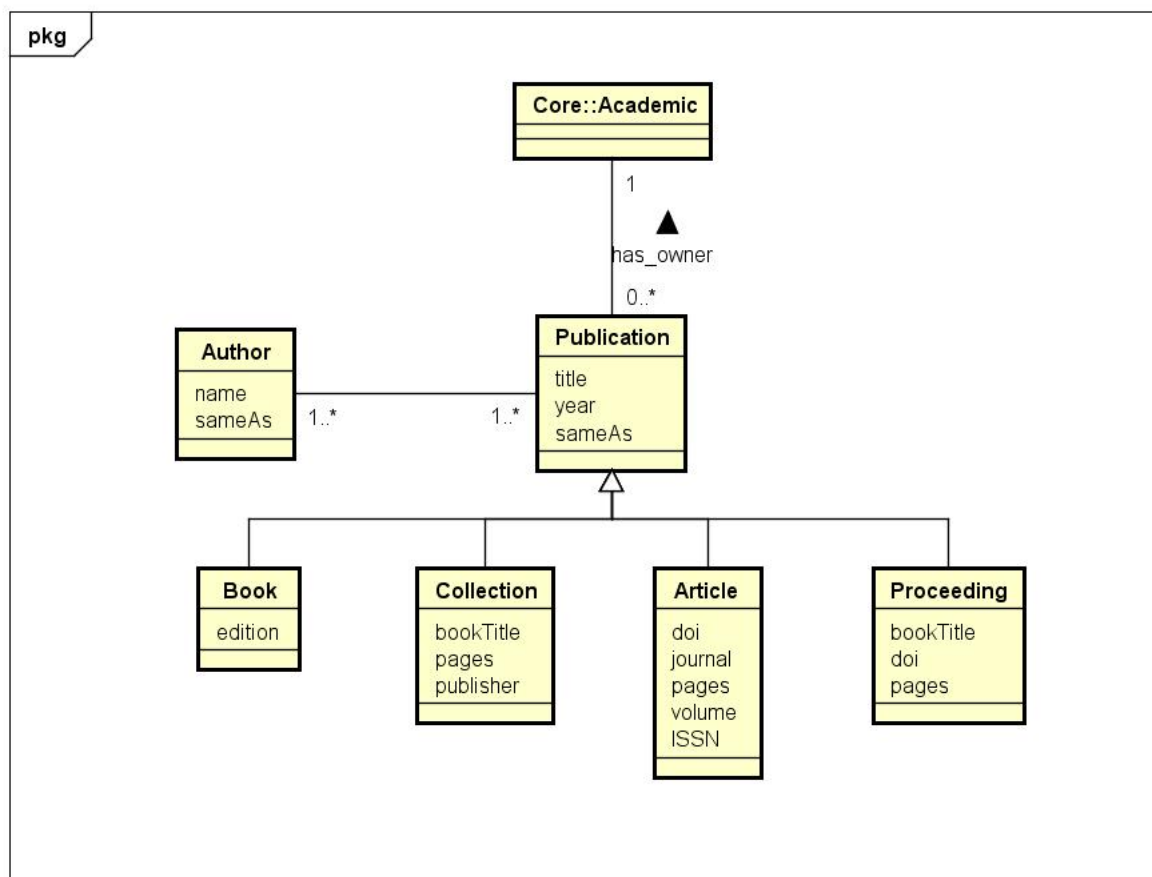 pkg
Core::Academic
1
has_owner
0..*
Publication
title
year
sameAs
Author
name
sameAs
1..*
1..*
Book
edition
Collection
bookTitle
pages
publisher
Article
doi
journal
pages
volume
ISSN
Proceeding
bookTitle
doi
pages